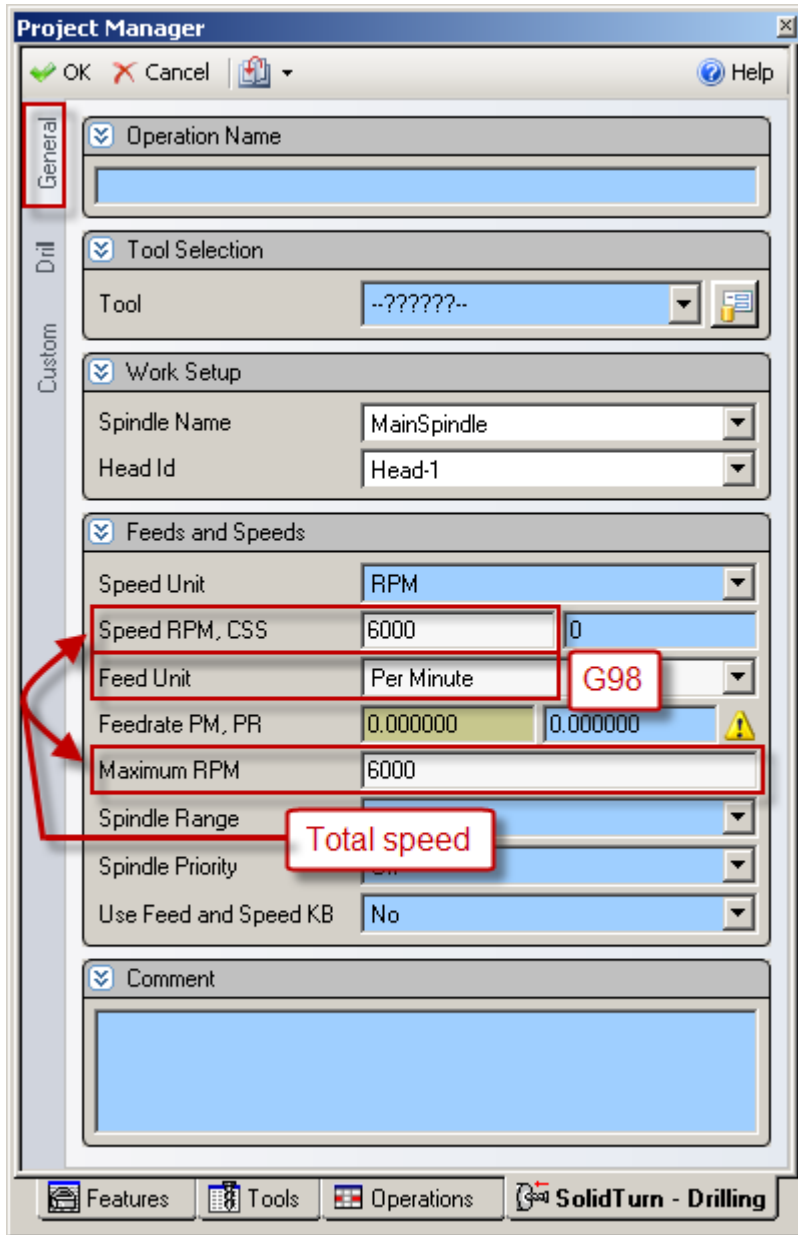 Project Manager
OK Cancel Help
General
Drill
Custom
Operation Name
Tool Selection
Tool --??????--
Work Setup
Spindle Name MainSpindle
Head Id Head-1
Feeds and Speeds
Speed Unit RPM
Speed RPM, CSS 6000 0
Feed Unit Per Minute G98
Feedrate PM, PR 0.000000 0.000000
Maximum RPM 6000
Spindle Range
Total speed
Spindle Priority
Use Feed and Speed KB No
Comment
Features Tools Operations SolidTurn - Drilling